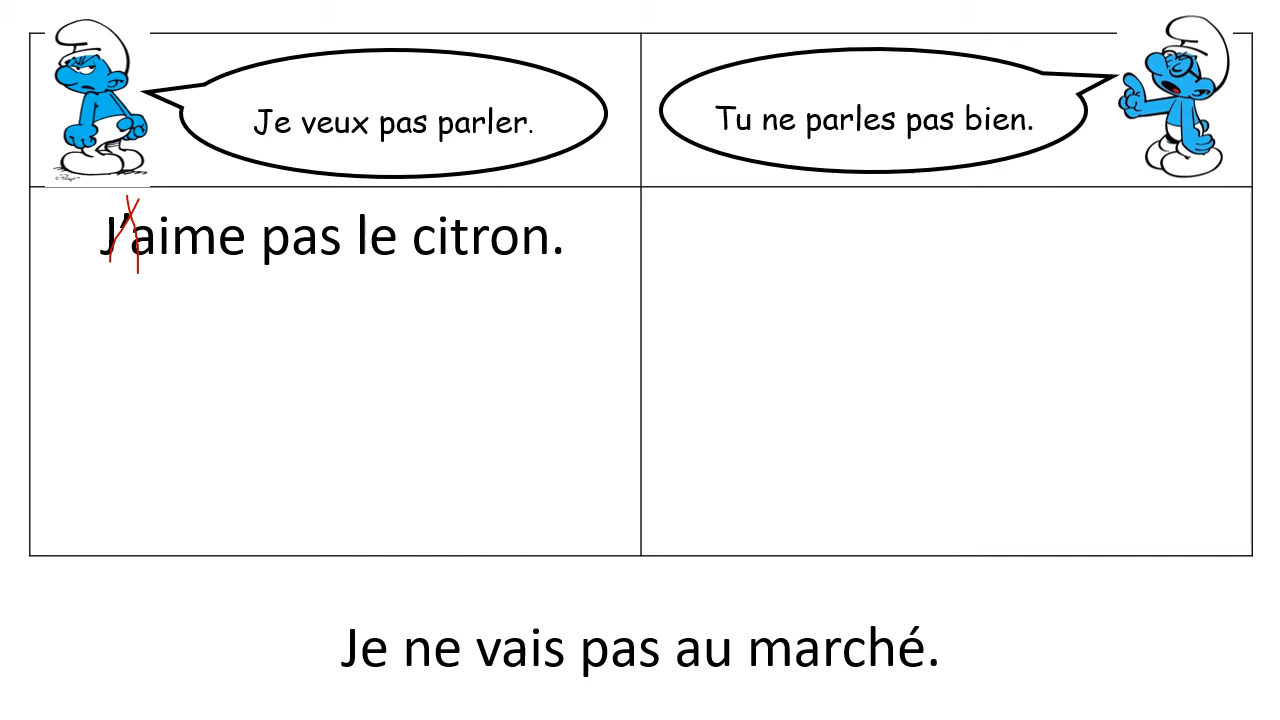 Je veux pas parler.
Tu ne parles pas bien.
J'aime pas le citron.
Je ne vais pas au marché.